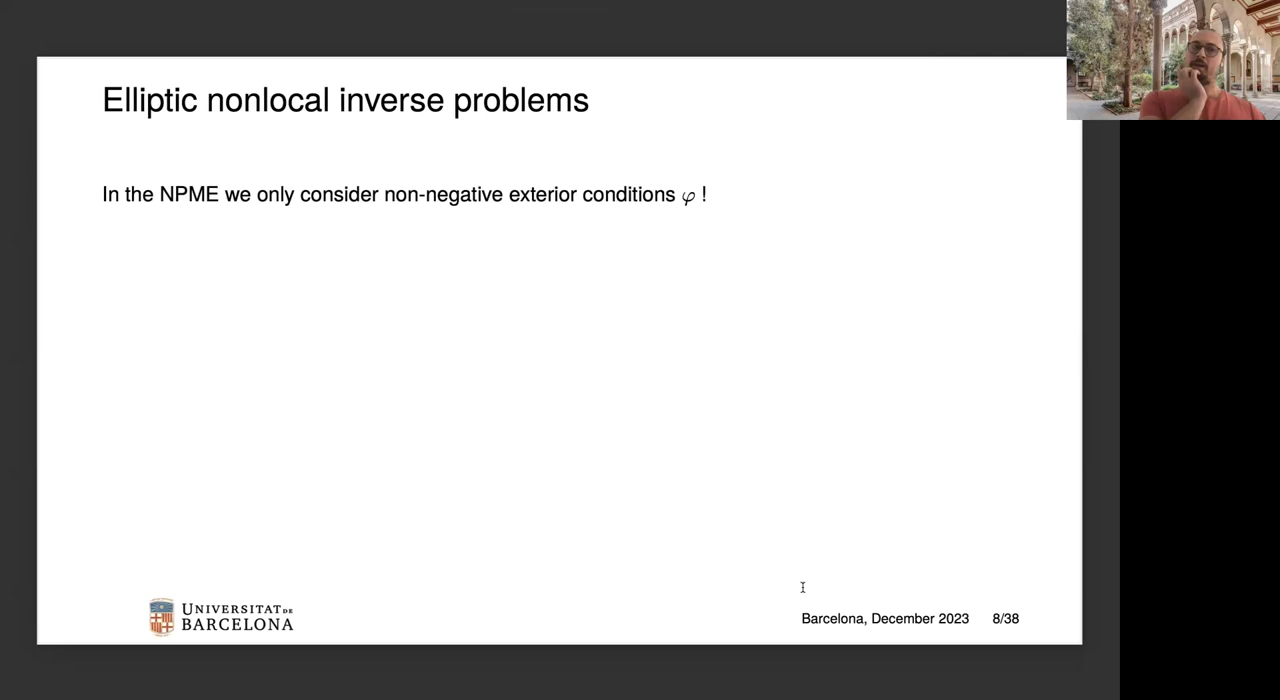 Elliptic nonlocal inverse problems
In the NPME we only consider non-negative exterior conditions φ !
UNIVERSITAT DE
BARCELONA
Barcelona, December 2023 8/38